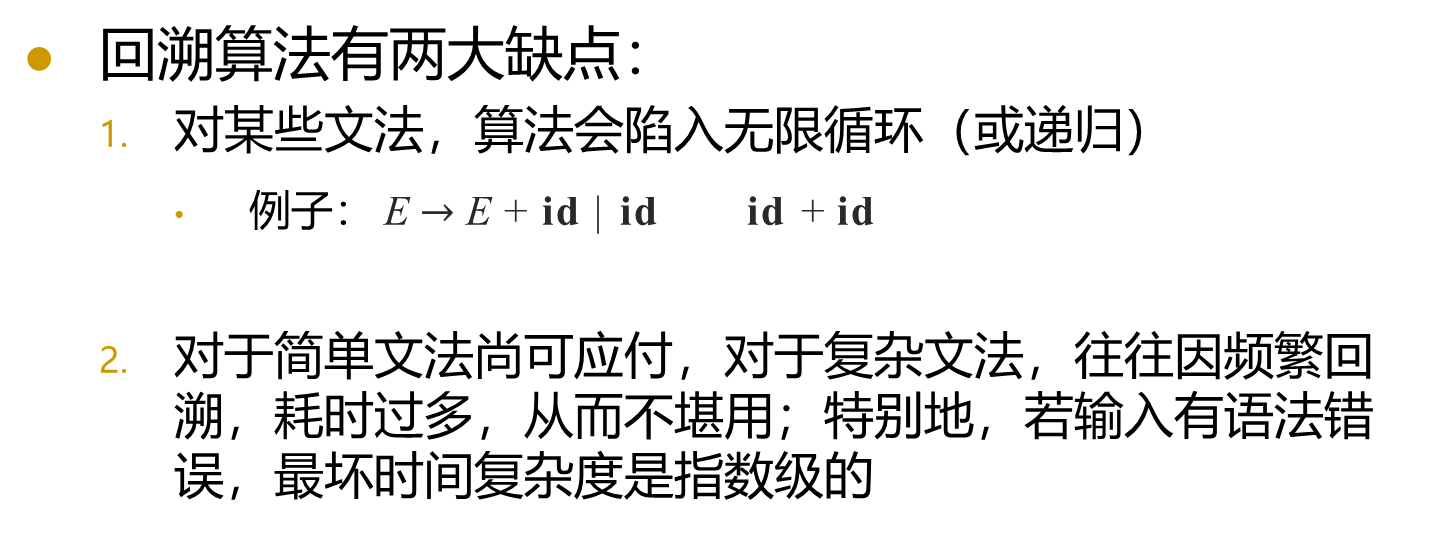 ● 回溯算法有两大缺点：
1. 对某些文法，算法会陷入无限循环（或递归）
• 例子： E → E + id | id id + id
2. 对于简单文法尚可应付，对于复杂文法，往往因频繁回
溯，耗时过多，从而不堪用；特别地，若输入有语法错
误，最坏时间复杂度是指数级的